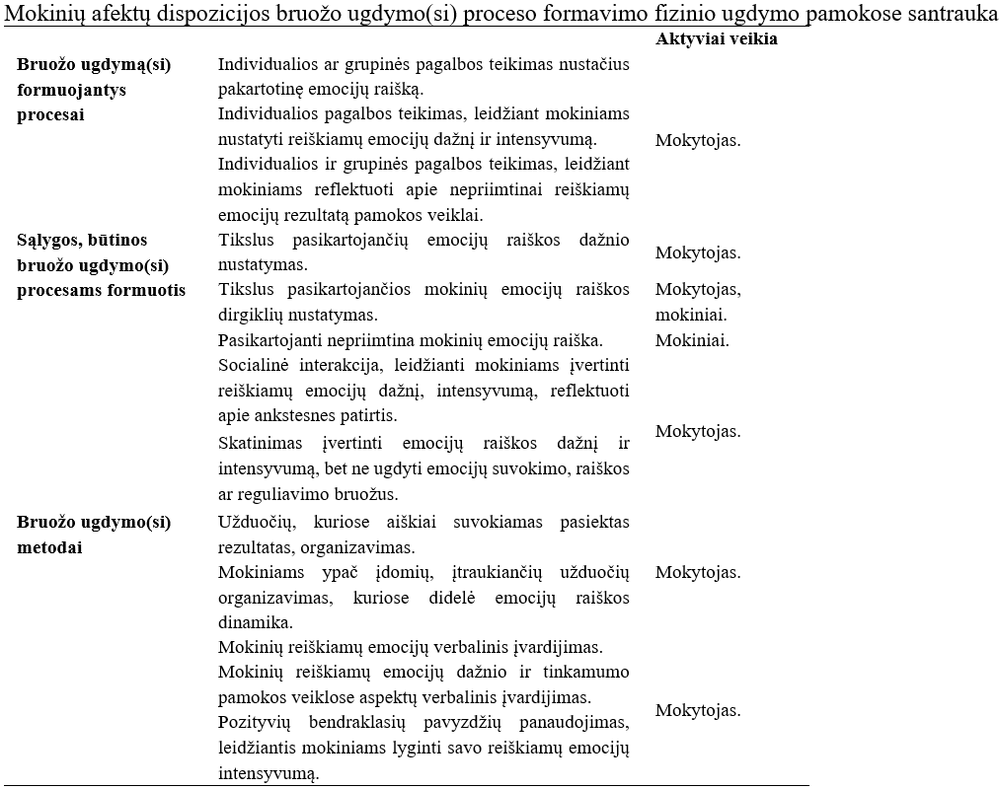 Mokinių afektų dispozicijos bruožo ugdymo(si) proceso formavimo fizinio ugdymo pamokose santrauka
Aktyviai veikia
Bruožo ugdymą(si)
formuojantys
procesai
Individualios ar grupinės pagalbos teikimas nustačius
pakartotinę emocijų raišką.
Individualios pagalbos teikimas, leidžiant mokiniams
nustatyti reiškiamų emocijų dažnį ir intensyvumą.
Individualios ir grupinės pagalbos teikimas, leidžiant
mokiniams reflektuoti apie nepriimtinai reiškiamų
emocijų rezultatą pamokos veiklai.
Mokytojas.
Sąlygos, būtinos
bruožo ugdymo(si)
procesams formuotis
Tikslus pasikartojančių emocijų raiškos dažnio
nustatymas.
Mokytojas.
Tikslus pasikartojančios mokinių emocijų raiškos
dirgiklių nustatymas.
Mokytojas,
mokiniai.
Pasikartojanti nepriimtina mokinių emocijų raiška.
Mokiniai.
Socialinė interakcija, leidžianti mokiniams įvertinti
reiškiamų emocijų dažnį, intensyvumą, reflektuoti
apie ankstesnes patirtis.
Skatinimas įvertinti emocijų raiškos dažnį ir
intensyvumą, bet ne ugdyti emocijų suvokimo, raiškos
ar reguliavimo bruožus.
Mokytojas.
Bruožo ugdymo(si)
metodai
Užduočių, kuriose aiškiai suvokiamas pasiektas
rezultatas, organizavimas.
Mokiniams ypač įdomių, įtraukiančių užduočių
organizavimas, kuriose didelė emocijų raiškos
dinamika.
Mokytojas.
Mokinių reiškiamų emocijų verbalinis įvardijimas.
Mokinių reiškiamų emocijų dažnio ir tinkamumo
pamokos veiklose aspektų verbalinis įvardijimas.
Pozityvių bendraklasių pavyzdžių panaudojimas,
leidžiantis mokiniams lyginti savo reiškiamų emocijų
intensyvumą.
Mokytojas.